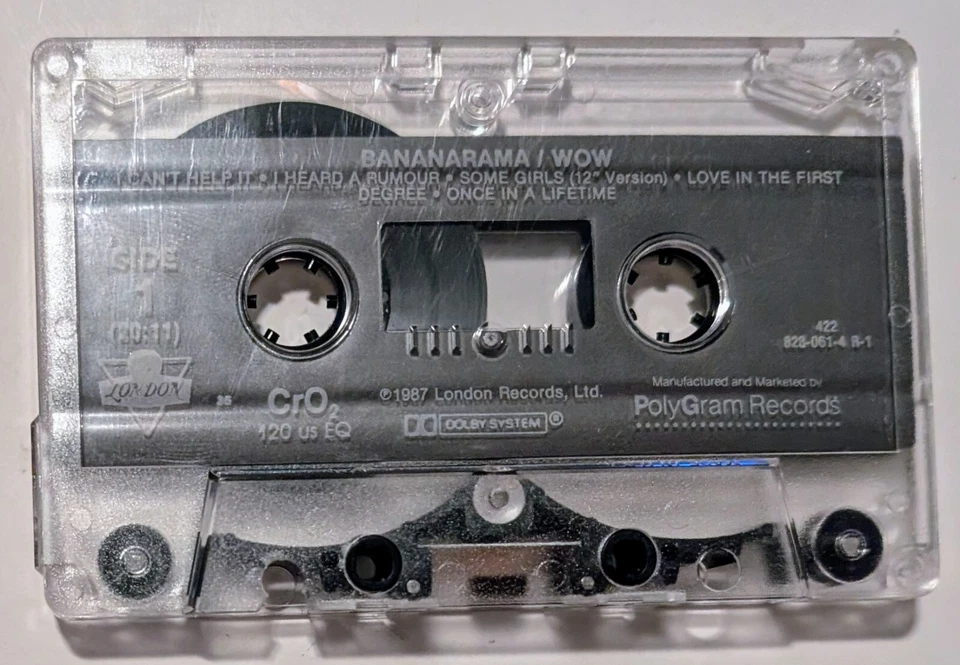 BANANARAMA / WOW
I CAN'T HELP IT • I HEARD A RUMOUR • SOME GIRLS (12" Version) • LOVE IN THE FIRST
DEGREE • ONCE IN A LIFETIME
SIDE
1
(20:11)
422
828-061-4 R-1
LONDON
35
CrO2
120 us EQ
℗1987 London Records, Ltd.
DOLBY SYSTEM ®
Manufactured and Marketed by
PolyGram Records